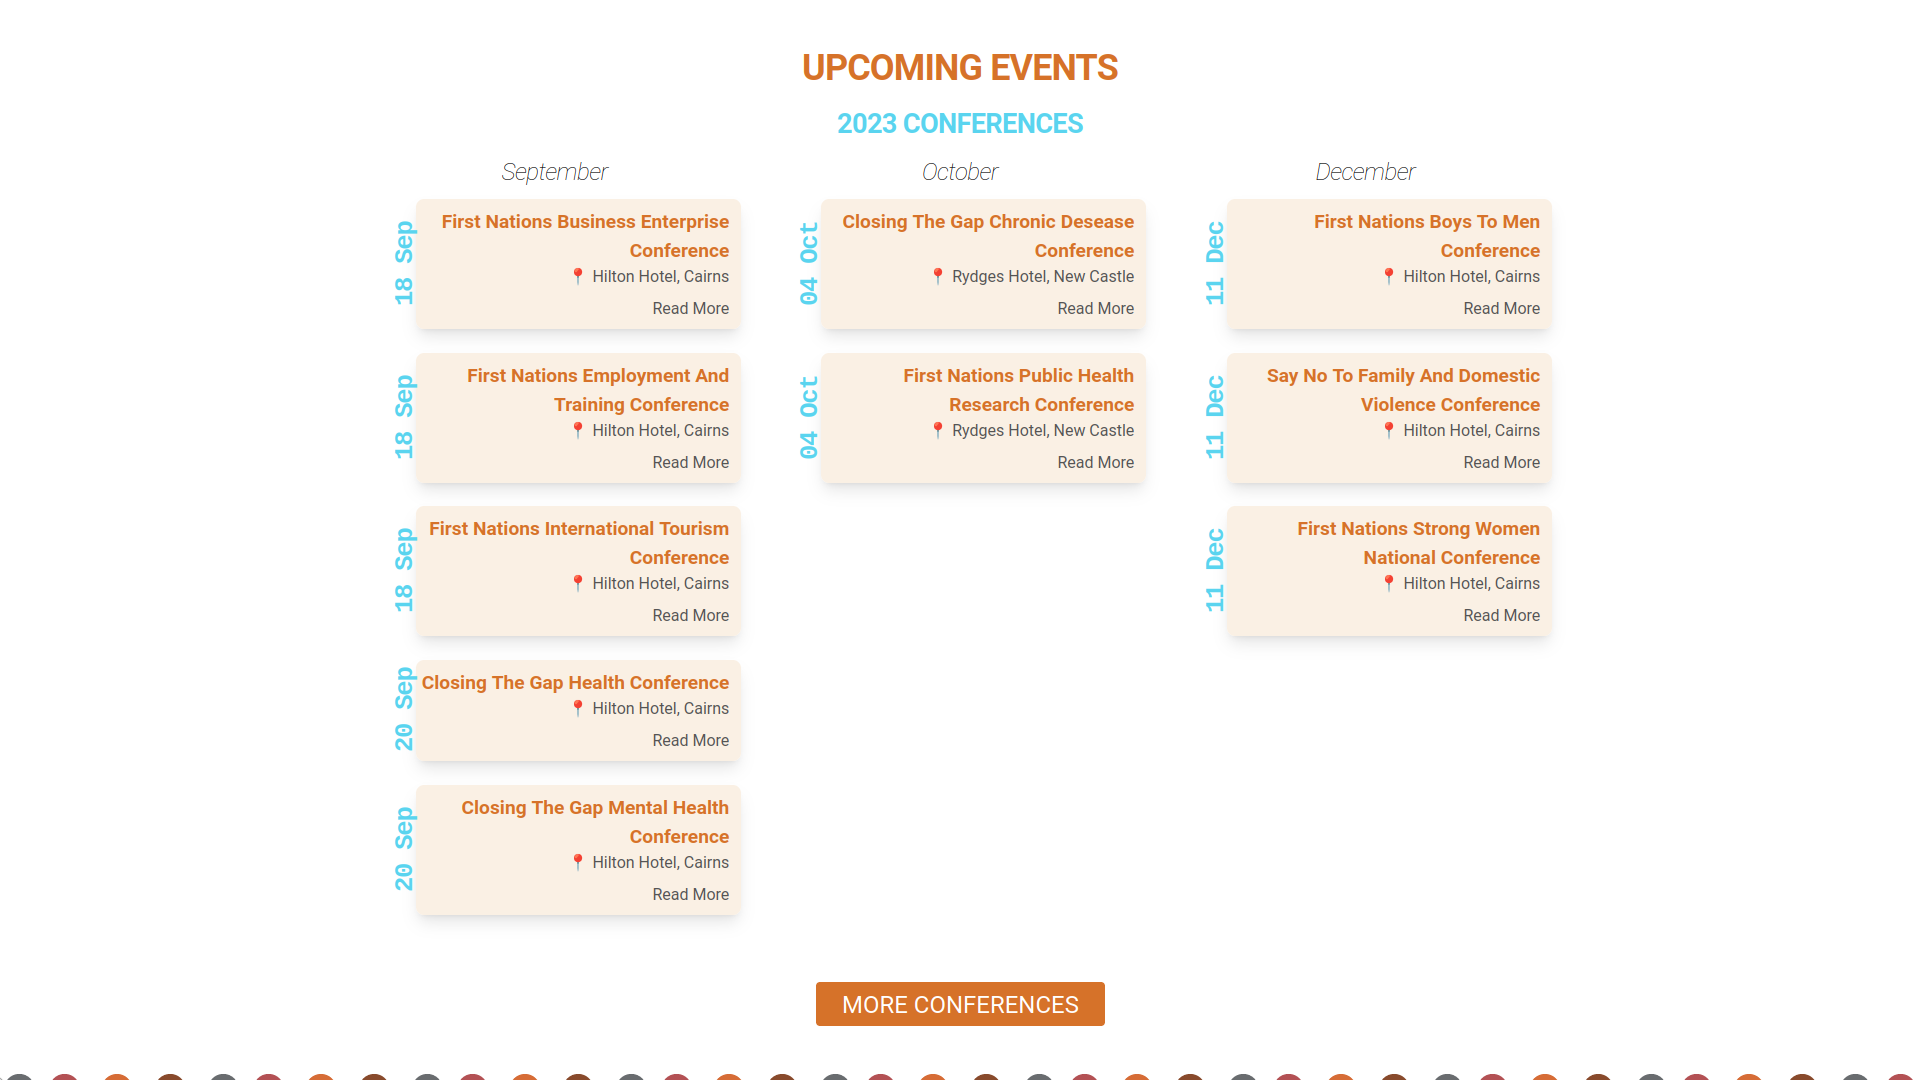 UPCOMING EVENTS
2023 CONFERENCES
September
18 Sep
First Nations Business Enterprise
Conference
📍 Hilton Hotel, Cairns
Read More
18 Sep
First Nations Employment And
Training Conference
📍 Hilton Hotel, Cairns
Read More
18 Sep
First Nations International Tourism
Conference
📍 Hilton Hotel, Cairns
Read More
20 Sep
Closing The Gap Health Conference
📍 Hilton Hotel, Cairns
Read More
20 Sep
Closing The Gap Mental Health
Conference
📍 Hilton Hotel, Cairns
Read More
October
04 Oct
Closing The Gap Chronic Desease
Conference
📍 Rydges Hotel, New Castle
Read More
04 Oct
First Nations Public Health
Research Conference
📍 Rydges Hotel, New Castle
Read More
December
11 Dec
First Nations Boys To Men
Conference
📍 Hilton Hotel, Cairns
Read More
11 Dec
Say No To Family And Domestic
Violence Conference
📍 Hilton Hotel, Cairns
Read More
11 Dec
First Nations Strong Women
National Conference
📍 Hilton Hotel, Cairns
Read More
MORE CONFERENCES